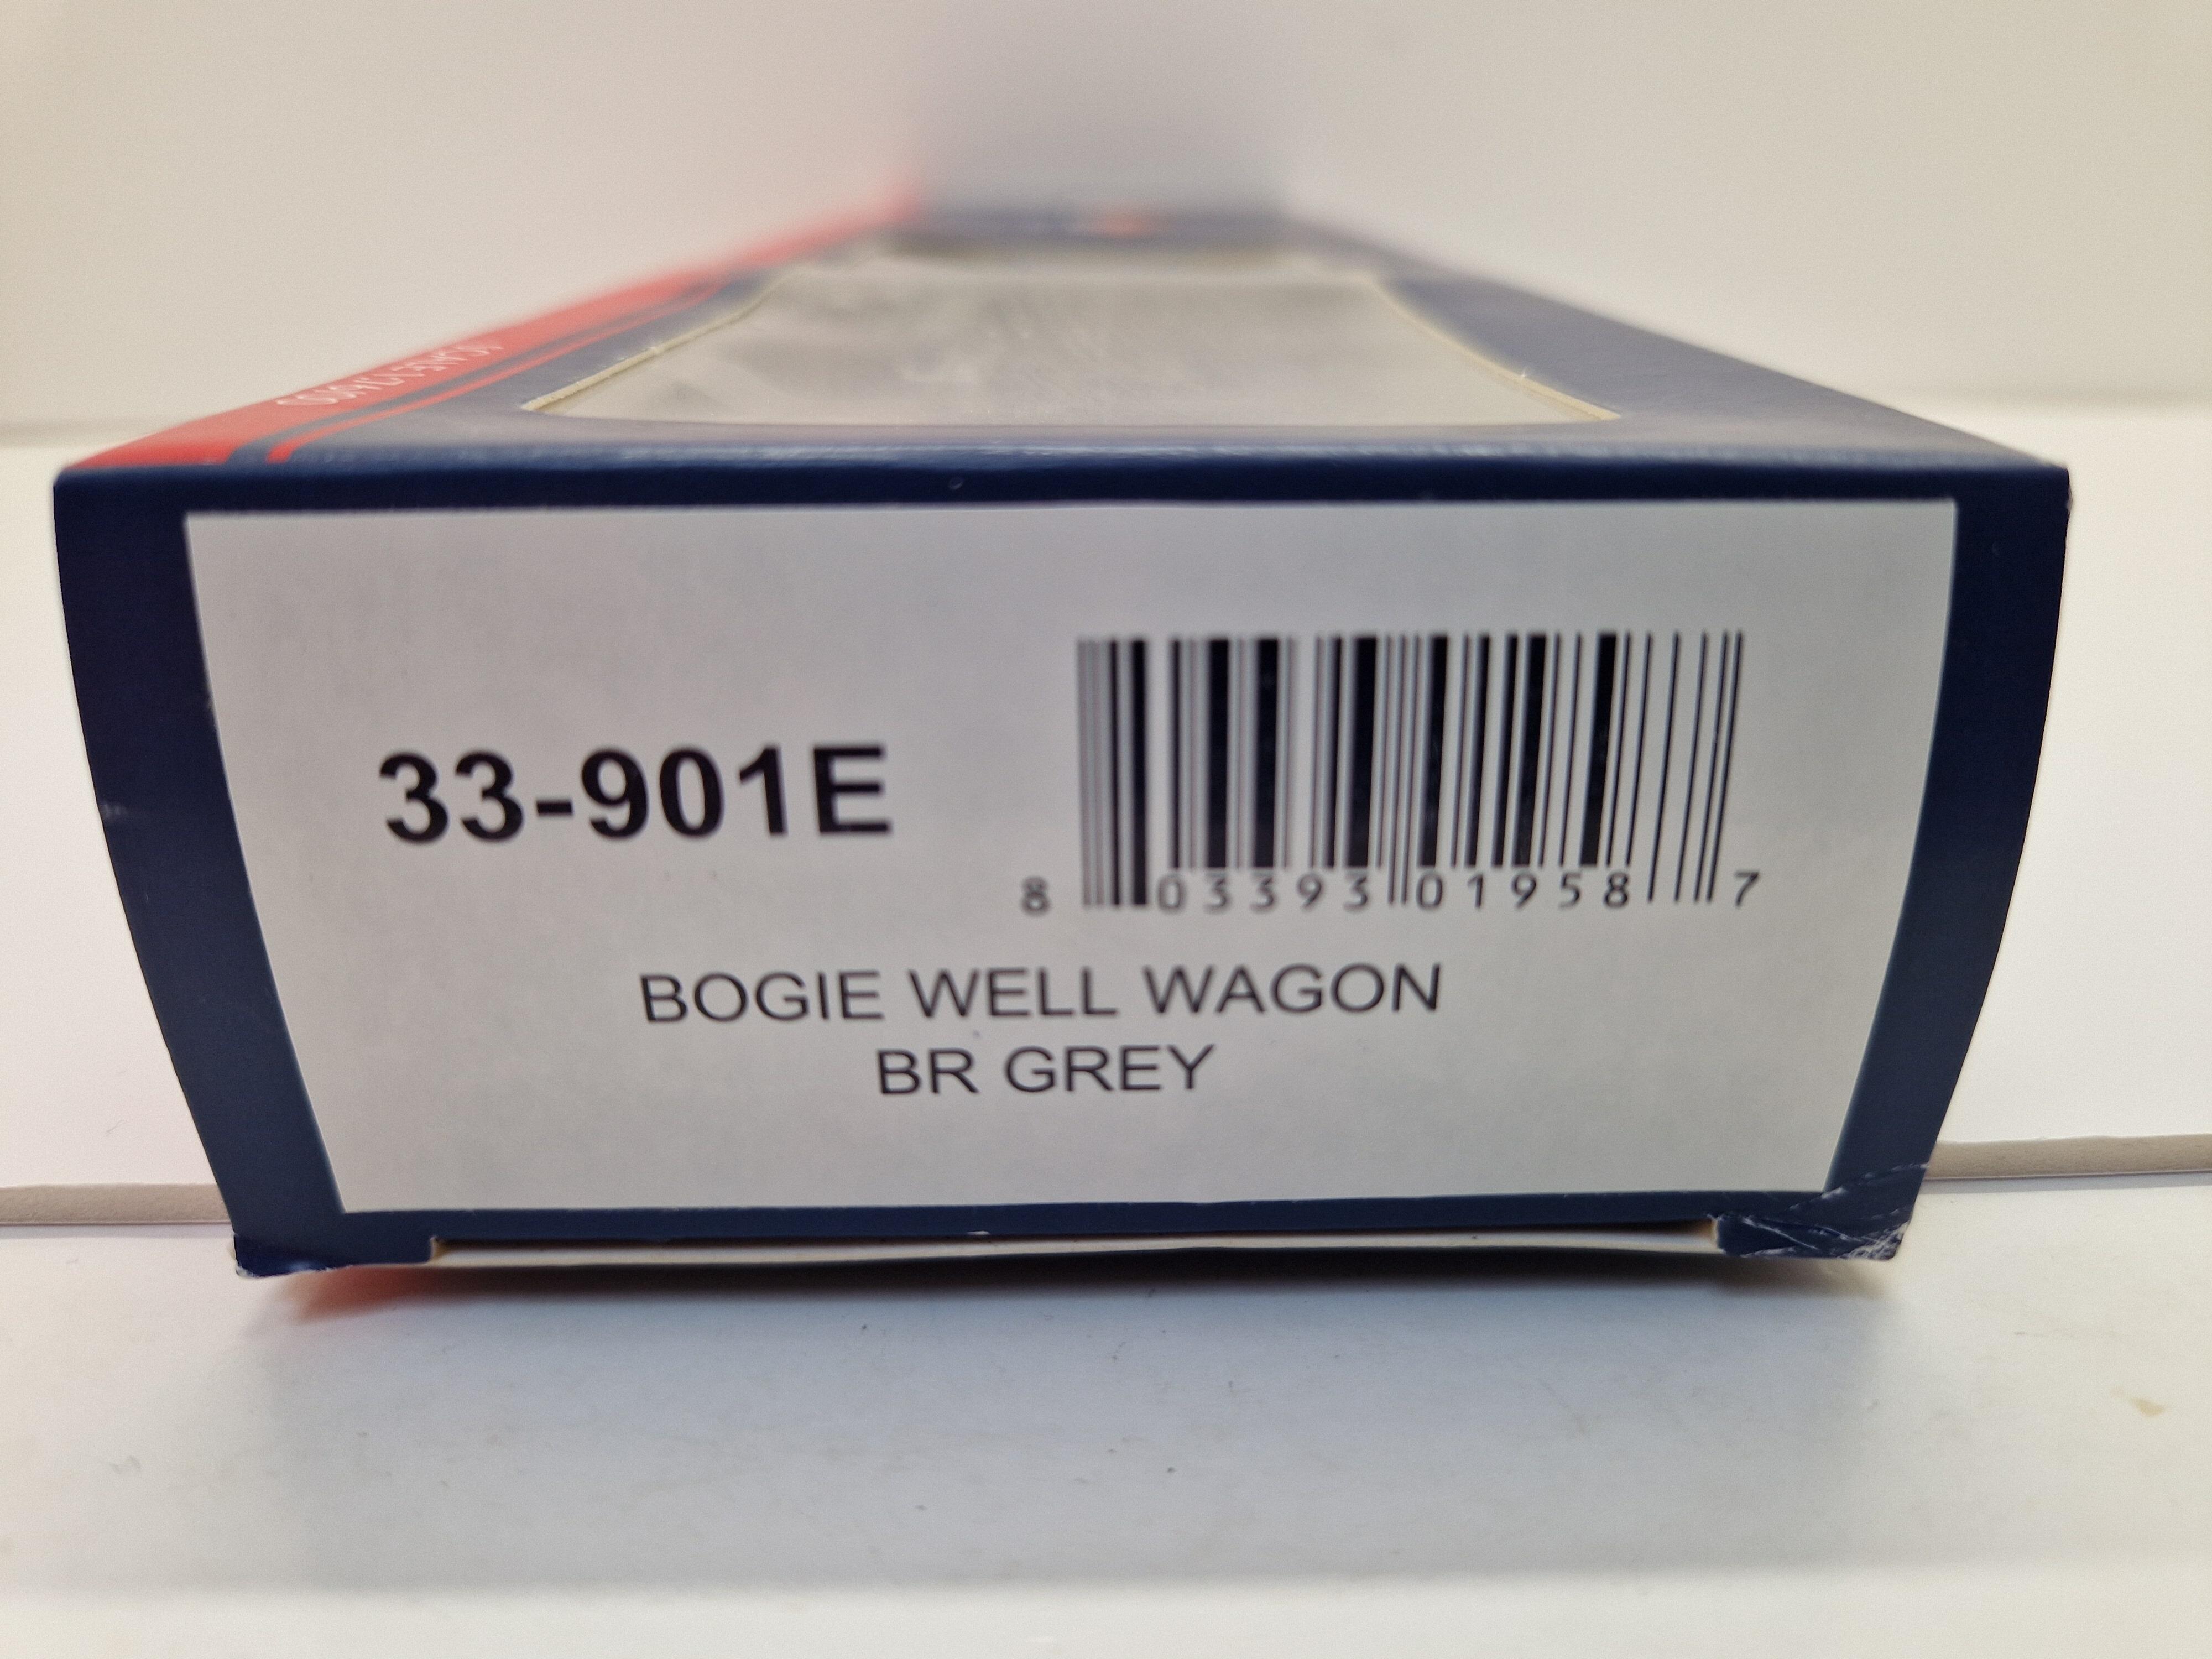 33-901E
8 03393 01958 7
BOGIE WELL WAGON
BR GREY